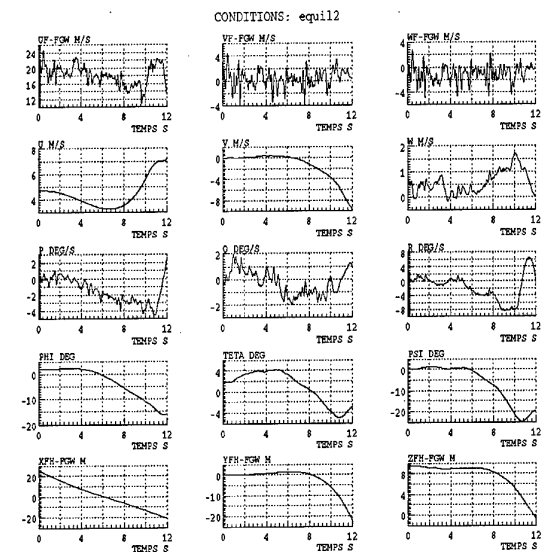 CONDITIONS: equil2
UF-FGW M/S
VF-FGW M/S
WF-FGW M/S
24
20
16
12
0 4 8 12
TEMPS S
4
0
-4
0 4 8 12
TEMPS S
4
0
-4
0 4 8 12
TEMPS S
U M/S
V M/S
W M/S
8
6
4
0 4 8 12
TEMPS S
0
-4
-8
0 4 8 12
TEMPS S
2
1
0
0 4 8 12
TEMPS S
P DEG/S
Q DEG/S
R DEG/S
2
0
-2
-4
0 4 8 12
TEMPS S
2
0
-2
0 4 8 12
TEMPS S
8
4
0
-4
-8
0 4 8 12
TEMPS S
PHI DEG
TETA DEG
PSI DEG
0
-10
-20
0 4 8 12
TEMPS S
4
0
-4
0 4 8 12
TEMPS S
0
-10
-20
0 4 8 12
TEMPS S
XFH-FGW M
YFH-FGW M
ZFH-FGW M
20
0
-20
0 4 8 12
TEMPS S
0
-10
-20
0 4 8 12
TEMPS S
8
4
0
0 4 8 12
TEMPS S